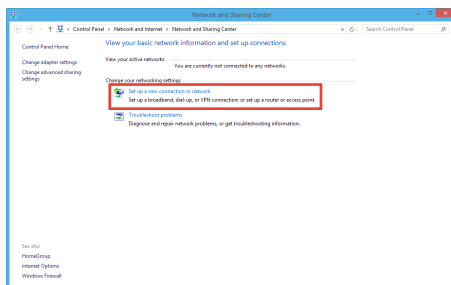 Network and Sharing Center
Control Panel
Network and Internet
Network and Sharing Center
Search Control Panel
Control Panel Home
Change adapter settings
Change advanced sharing
settings
View your basic network information and set up connections
View your active networks
You are currently not connected to any networks.
Change your networking settings
Set up a new connection or network
Set up a broadband, dial-up, or VPN connection; or set up a router or access point.
Troubleshoot problems
Diagnose and repair network problems, or get troubleshooting information.
See also
HomeGroup
Internet Options
Windows Firewall